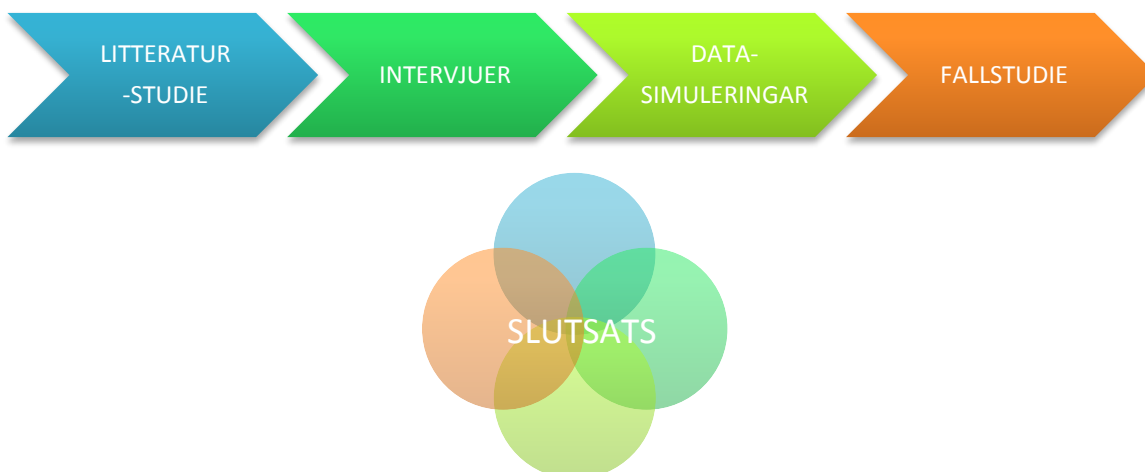 LITTERATUR
-STUDIE
INTERVJUER
DATA-
SIMULERINGAR
FALLSTUDIE
SLUTSATS